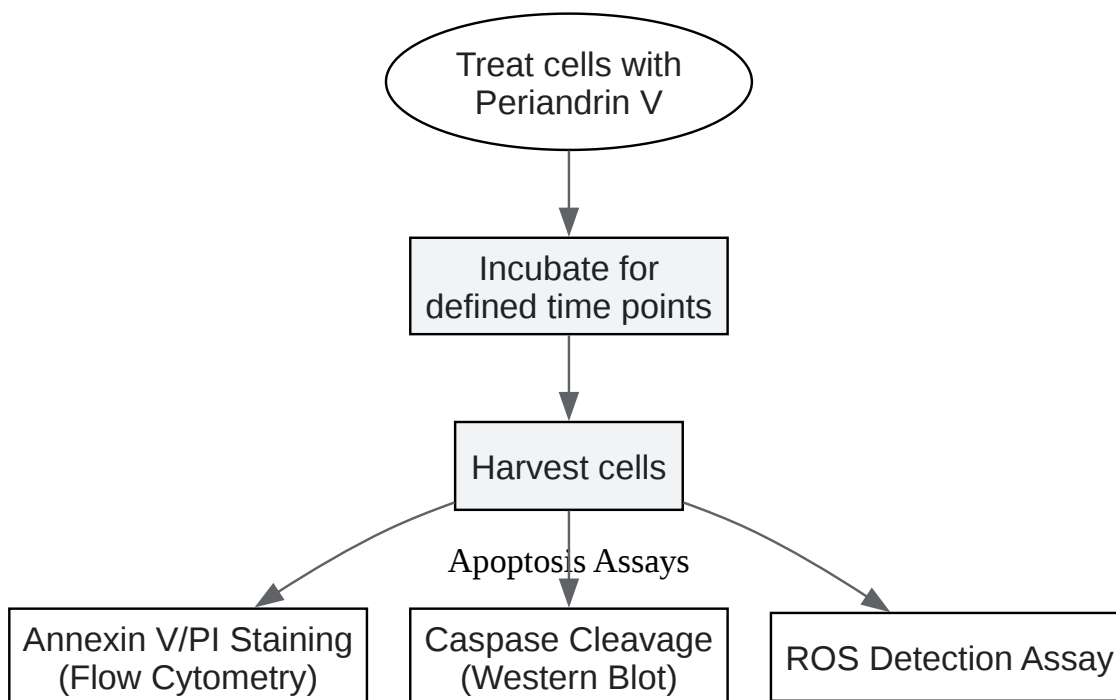 Treat cells with
Periandrin V
Incubate for
defined time points
Harvest cells
Apoptosis Assays
Annexin V/PI Staining
(Flow Cytometry)
Caspase Cleavage
(Western Blot)
ROS Detection Assay